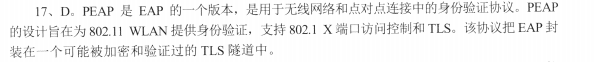 17、D。PEAP 是 EAP 的一个版本，是用于无线网络和点对点连接中的身份验证协议。PEAP
的设计旨在为 802.11 WLAN 提供身份验证，支持 802.1 X 端口访问控制和 TLS。该协议把 EAP 封
装在一个可能被加密和验证过的 TLS 隧道中。